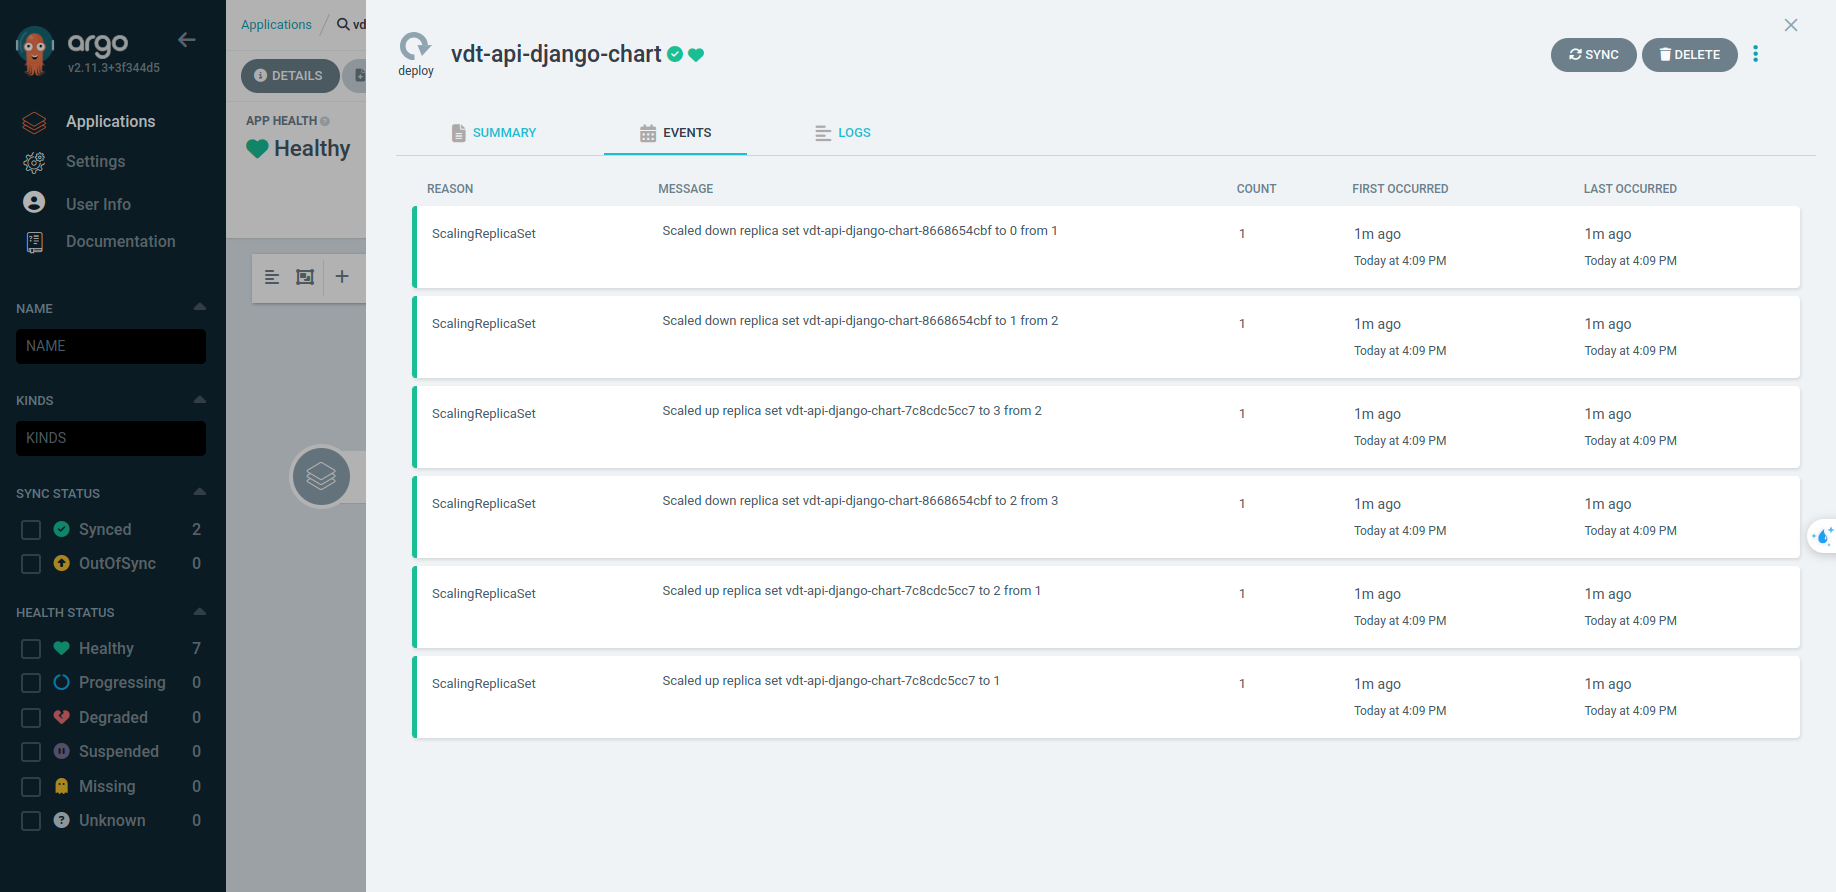 argo
v2.11.3+3f344d5
Applications
Settings
User Info
Documentation
NAME
NAME
KINDS
KINDS
SYNC STATUS
Synced 2
OutOfSync 0
HEALTH STATUS
Healthy 7
Progressing 0
Degraded 0
Suspended 0
Missing 0
Unknown 0
Applications / vd
DETAILS
APP HEALTH
Healthy
deploy
vdt-api-django-chart
SYNC
DELETE
SUMMARY
EVENTS
LOGS
REASON MESSAGE COUNT FIRST OCCURRED LAST OCCURRED
ScalingReplicaSet Scaled down replica set vdt-api-django-chart-8668654cbf to 0 from 1 1 1m ago 1m ago
Today at 4:09 PM Today at 4:09 PM
ScalingReplicaSet Scaled down replica set vdt-api-django-chart-8668654cbf to 1 from 2 1 1m ago 1m ago
Today at 4:09 PM Today at 4:09 PM
ScalingReplicaSet Scaled up replica set vdt-api-django-chart-7c8cdc5cc7 to 3 from 2 1 1m ago 1m ago
Today at 4:09 PM Today at 4:09 PM
ScalingReplicaSet Scaled down replica set vdt-api-django-chart-8668654cbf to 2 from 3 1 1m ago 1m ago
Today at 4:09 PM Today at 4:09 PM
ScalingReplicaSet Scaled up replica set vdt-api-django-chart-7c8cdc5cc7 to 2 from 1 1 1m ago 1m ago
Today at 4:09 PM Today at 4:09 PM
ScalingReplicaSet Scaled up replica set vdt-api-django-chart-7c8cdc5cc7 to 1 1 1m ago 1m ago
Today at 4:09 PM Today at 4:09 PM